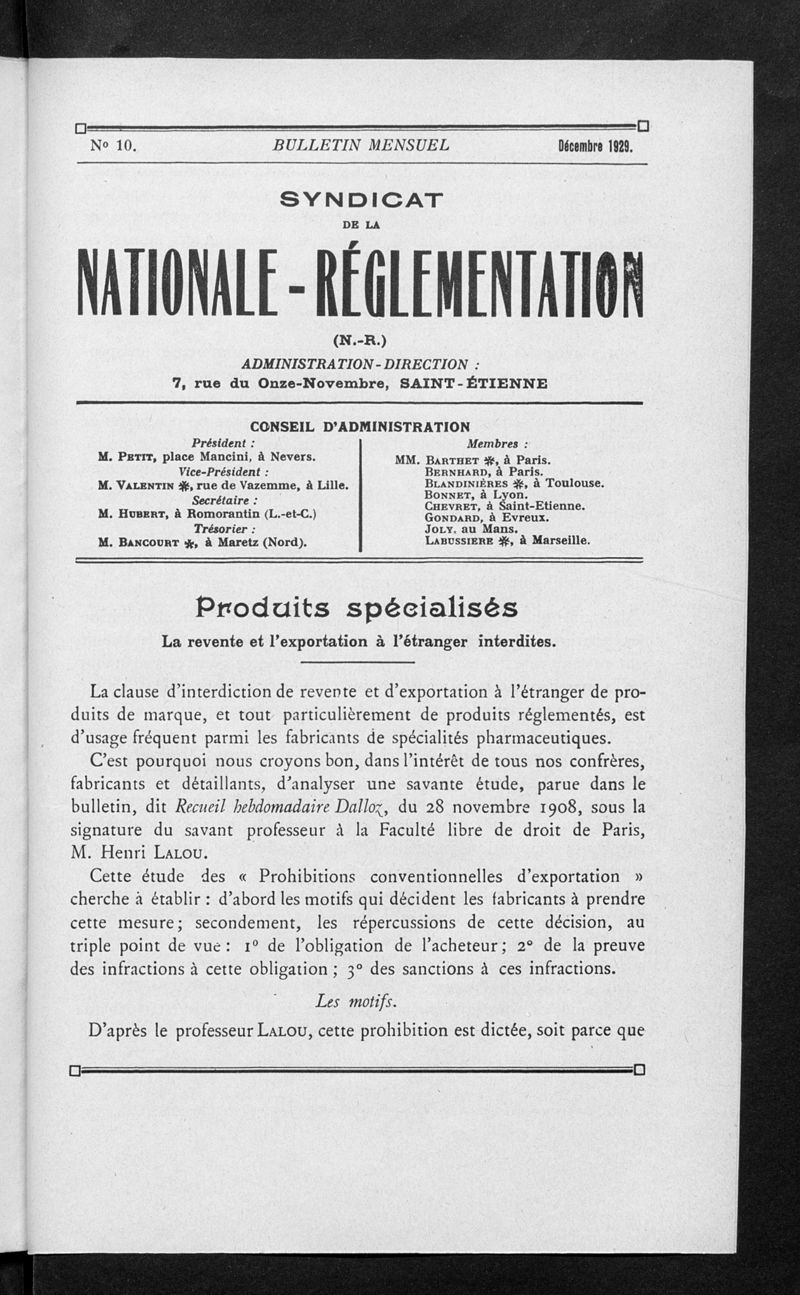 No 10.
BULLETIN MENSUEL
Décembre 1929.
SYNDICAT
DE LA
NATIONALE-RÉGLEMENTATION
(N.-R.)
ADMINISTRATION-DIRECTION :
7, rue du Onze-Novembre, SAINT-ÉTIENNE
CONSEIL D'ADMINISTRATION
Président :
M. PETIT, place Mancini, à Nevers.
Vice-Président :
M. VALENTIN ✻, rue de Vazemme, à Lille.
Secrétaire :
M. HUBERT, à Romorantin (L.-et-C.)
Trésorier :
M. BANCOURT ✻, à Maretz (Nord).
Membres :
MM. BARTHET ✻, à Paris.
BERNHARD, à Paris.
BLANDINIÈRES ✻, à Toulouse.
BONNET, à Lyon.
CHEVRET, à Saint-Etienne.
GONDARD, à Evreux.
JOLY, au Mans.
LABUSSIERE ✻, à Marseille.
Produits spécialisés
La revente et l'exportation à l'étranger interdites.
La clause d'interdiction de revente et d'exportation à l'étranger de pro-
duits de marque, et tout particulièrement de produits réglementés, est
d'usage fréquent parmi les fabricants de spécialités pharmaceutiques.
C'est pourquoi nous croyons bon, dans l'intérêt de tous nos confrères,
fabricants et détaillants, d'analyser une savante étude, parue dans le
bulletin, dit Recueil hebdomadaire Dalloz, du 28 novembre 1908, sous la
signature du savant professeur à la Faculté libre de droit de Paris,
M. Henri LALOU.
Cette étude des « Prohibitions conventionnelles d'exportation »
cherche à établir : d'abord les motifs qui décident les fabricants à prendre
cette mesure; secondement, les répercussions de cette décision, au
triple point de vue : 1° de l'obligation de l'acheteur; 2° de la preuve
des infractions à cette obligation ; 3° des sanctions à ces infractions.
Les motifs.
D'après le professeur LALOU, cette prohibition est dictée, soit parce que